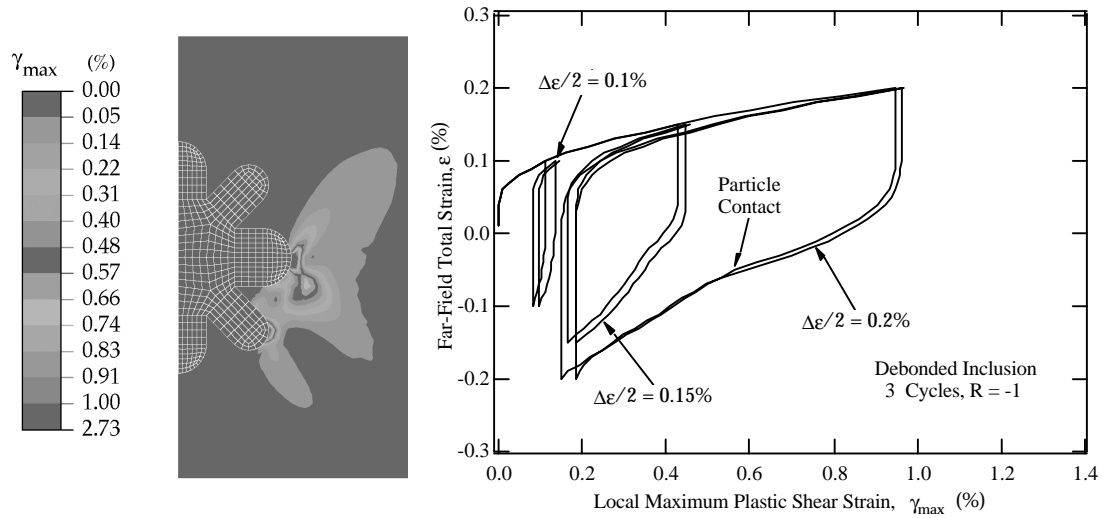 γmax (%)
0.00
0.05
0.14
0.22
0.31
0.40
0.48
0.57
0.66
0.74
0.83
0.91
1.00
2.73
Far-Field Total Strain, ε (%)
0.3
0.2
0.1
0.0
-0.1
-0.2
-0.3
Δε/2 = 0.1%
Particle
Contact
Δε/2 = 0.2%
Δε/2 = 0.15%
Debonded Inclusion
3 Cycles, R = -1
0.0 0.2 0.4 0.6 0.8 1.0 1.2 1.4
Local Maximum Plastic Shear Strain, γmax (%)